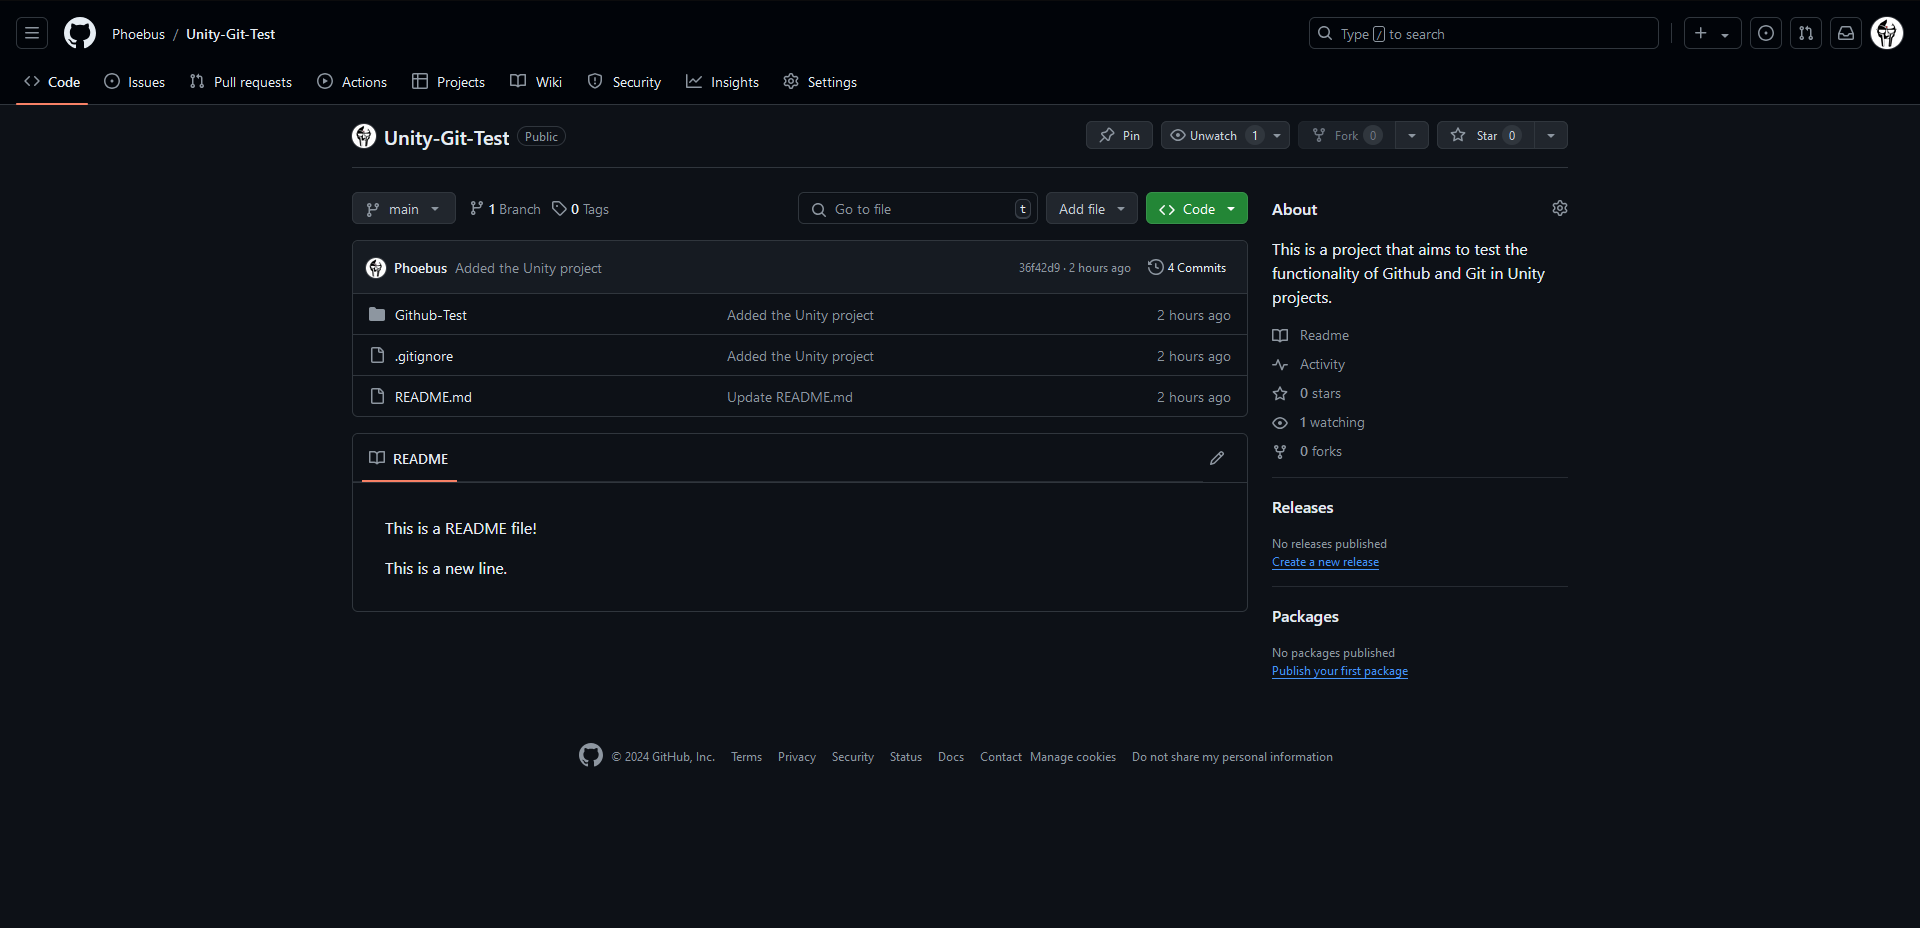 Phoebus / Unity-Git-Test
Type / to search
Code Issues Pull requests Actions Projects Wiki Security Insights Settings
Unity-Git-Test Public
Pin Unwatch 1 Fork 0 Star 0
main 1 Branch 0 Tags Go to file t Add file Code
Phoebus Added the Unity project 36f42d9 · 2 hours ago 4 Commits
Github-Test Added the Unity project 2 hours ago
.gitignore Added the Unity project 2 hours ago
README.md Update README.md 2 hours ago
README
This is a README file!
This is a new line.
About
This is a project that aims to test the
functionality of Github and Git in Unity
projects.
Readme
Activity
0 stars
1 watching
0 forks
Releases
No releases published
Create a new release
Packages
No packages published
Publish your first package
© 2024 GitHub, Inc. Terms Privacy Security Status Docs Contact Manage cookies Do not share my personal information